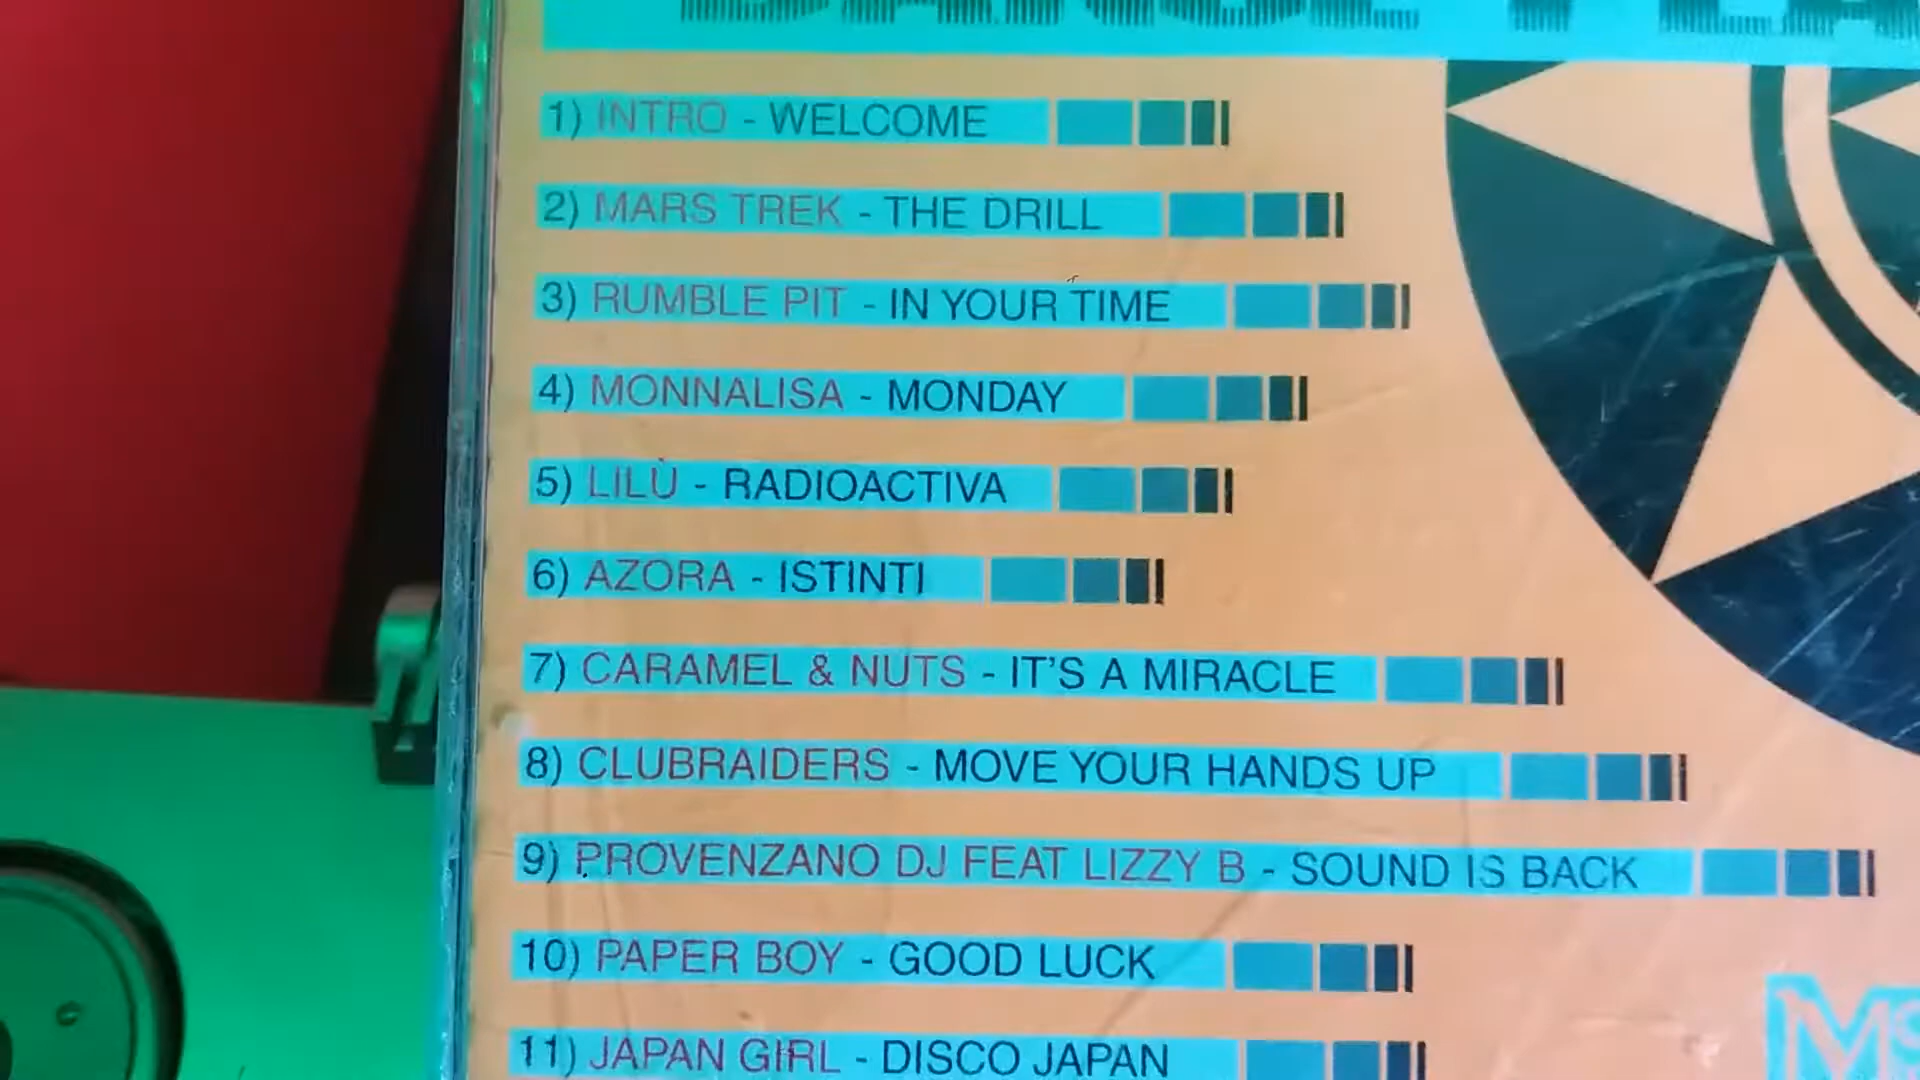 1) INTRO - WELCOME
2) MARS TREK - THE DRILL
3) RUMBLE PIT - IN YOUR TIME
4) MONNALISA - MONDAY
5) LILÙ - RADIOACTIVA
6) AZORA - ISTINTI
7) CARAMEL & NUTS - IT'S A MIRACLE
8) CLUBRAIDERS - MOVE YOUR HANDS UP
9) PROVENZANO DJ FEAT LIZZY B - SOUND IS BACK
10) PAPER BOY - GOOD LUCK
11) JAPAN GIRL - DISCO JAPAN